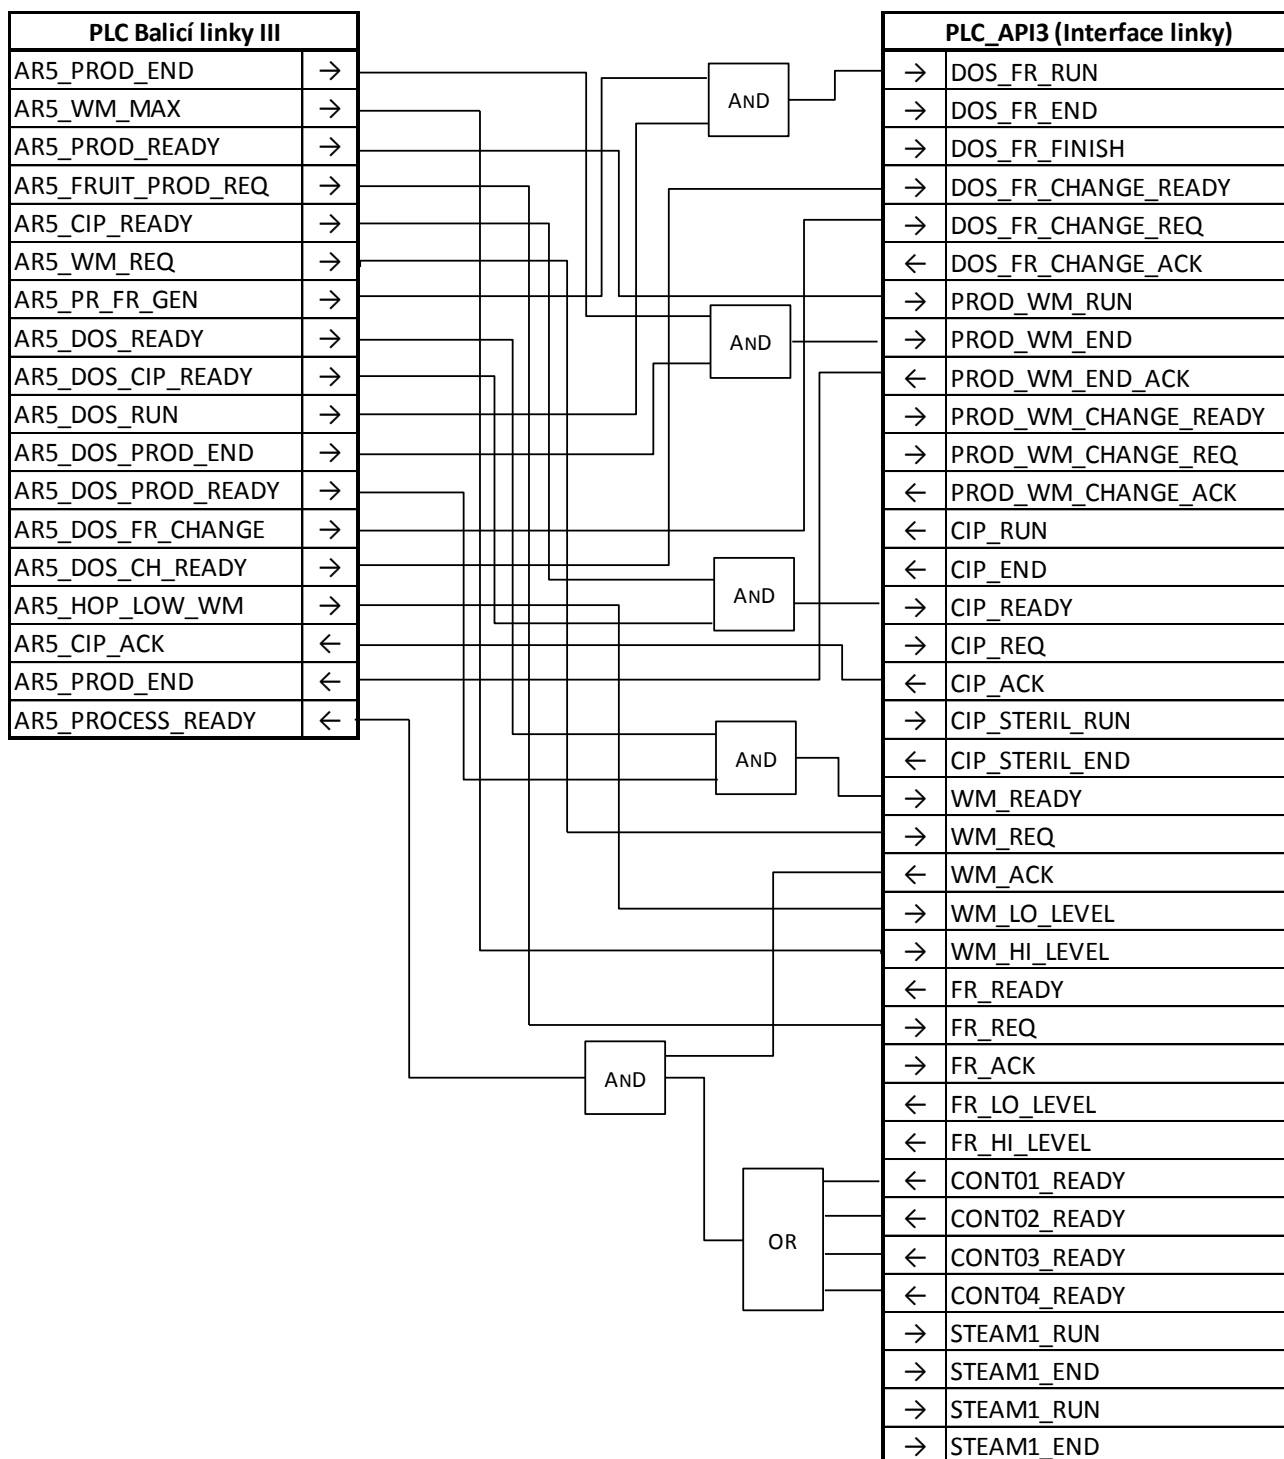 PLC Balicí linky III
AR5_PROD_END →
AR5_WM_MAX →
AR5_PROD_READY →
AR5_FRUIT_PROD_REQ →
AR5_CIP_READY →
AR5_WM_REQ →
AR5_PR_FR_GEN →
AR5_DOS_READY →
AR5_DOS_CIP_READY →
AR5_DOS_RUN →
AR5_DOS_PROD_END →
AR5_DOS_PROD_READY →
AR5_DOS_FR_CHANGE →
AR5_DOS_CH_READY →
AR5_HOP_LOW_WM →
AR5_CIP_ACK ←
AR5_PROD_END ←
AR5_PROCESS_READY ←
AND
AND
AND
AND
AND
OR
PLC_API3 (Interface linky)
→ DOS_FR_RUN
→ DOS_FR_END
→ DOS_FR_FINISH
→ DOS_FR_CHANGE_READY
→ DOS_FR_CHANGE_REQ
← DOS_FR_CHANGE_ACK
→ PROD_WM_RUN
→ PROD_WM_END
← PROD_WM_END_ACK
→ PROD_WM_CHANGE_READY
→ PROD_WM_CHANGE_REQ
← PROD_WM_CHANGE_ACK
← CIP_RUN
← CIP_END
→ CIP_READY
→ CIP_REQ
← CIP_ACK
→ CIP_STERIL_RUN
← CIP_STERIL_END
→ WM_READY
→ WM_REQ
← WM_ACK
→ WM_LO_LEVEL
→ WM_HI_LEVEL
← FR_READY
→ FR_REQ
→ FR_ACK
← FR_LO_LEVEL
← FR_HI_LEVEL
← CONT01_READY
← CONT02_READY
← CONT03_READY
← CONT04_READY
→ STEAM1_RUN
→ STEAM1_END
→ STEAM1_RUN
→ STEAM1_END